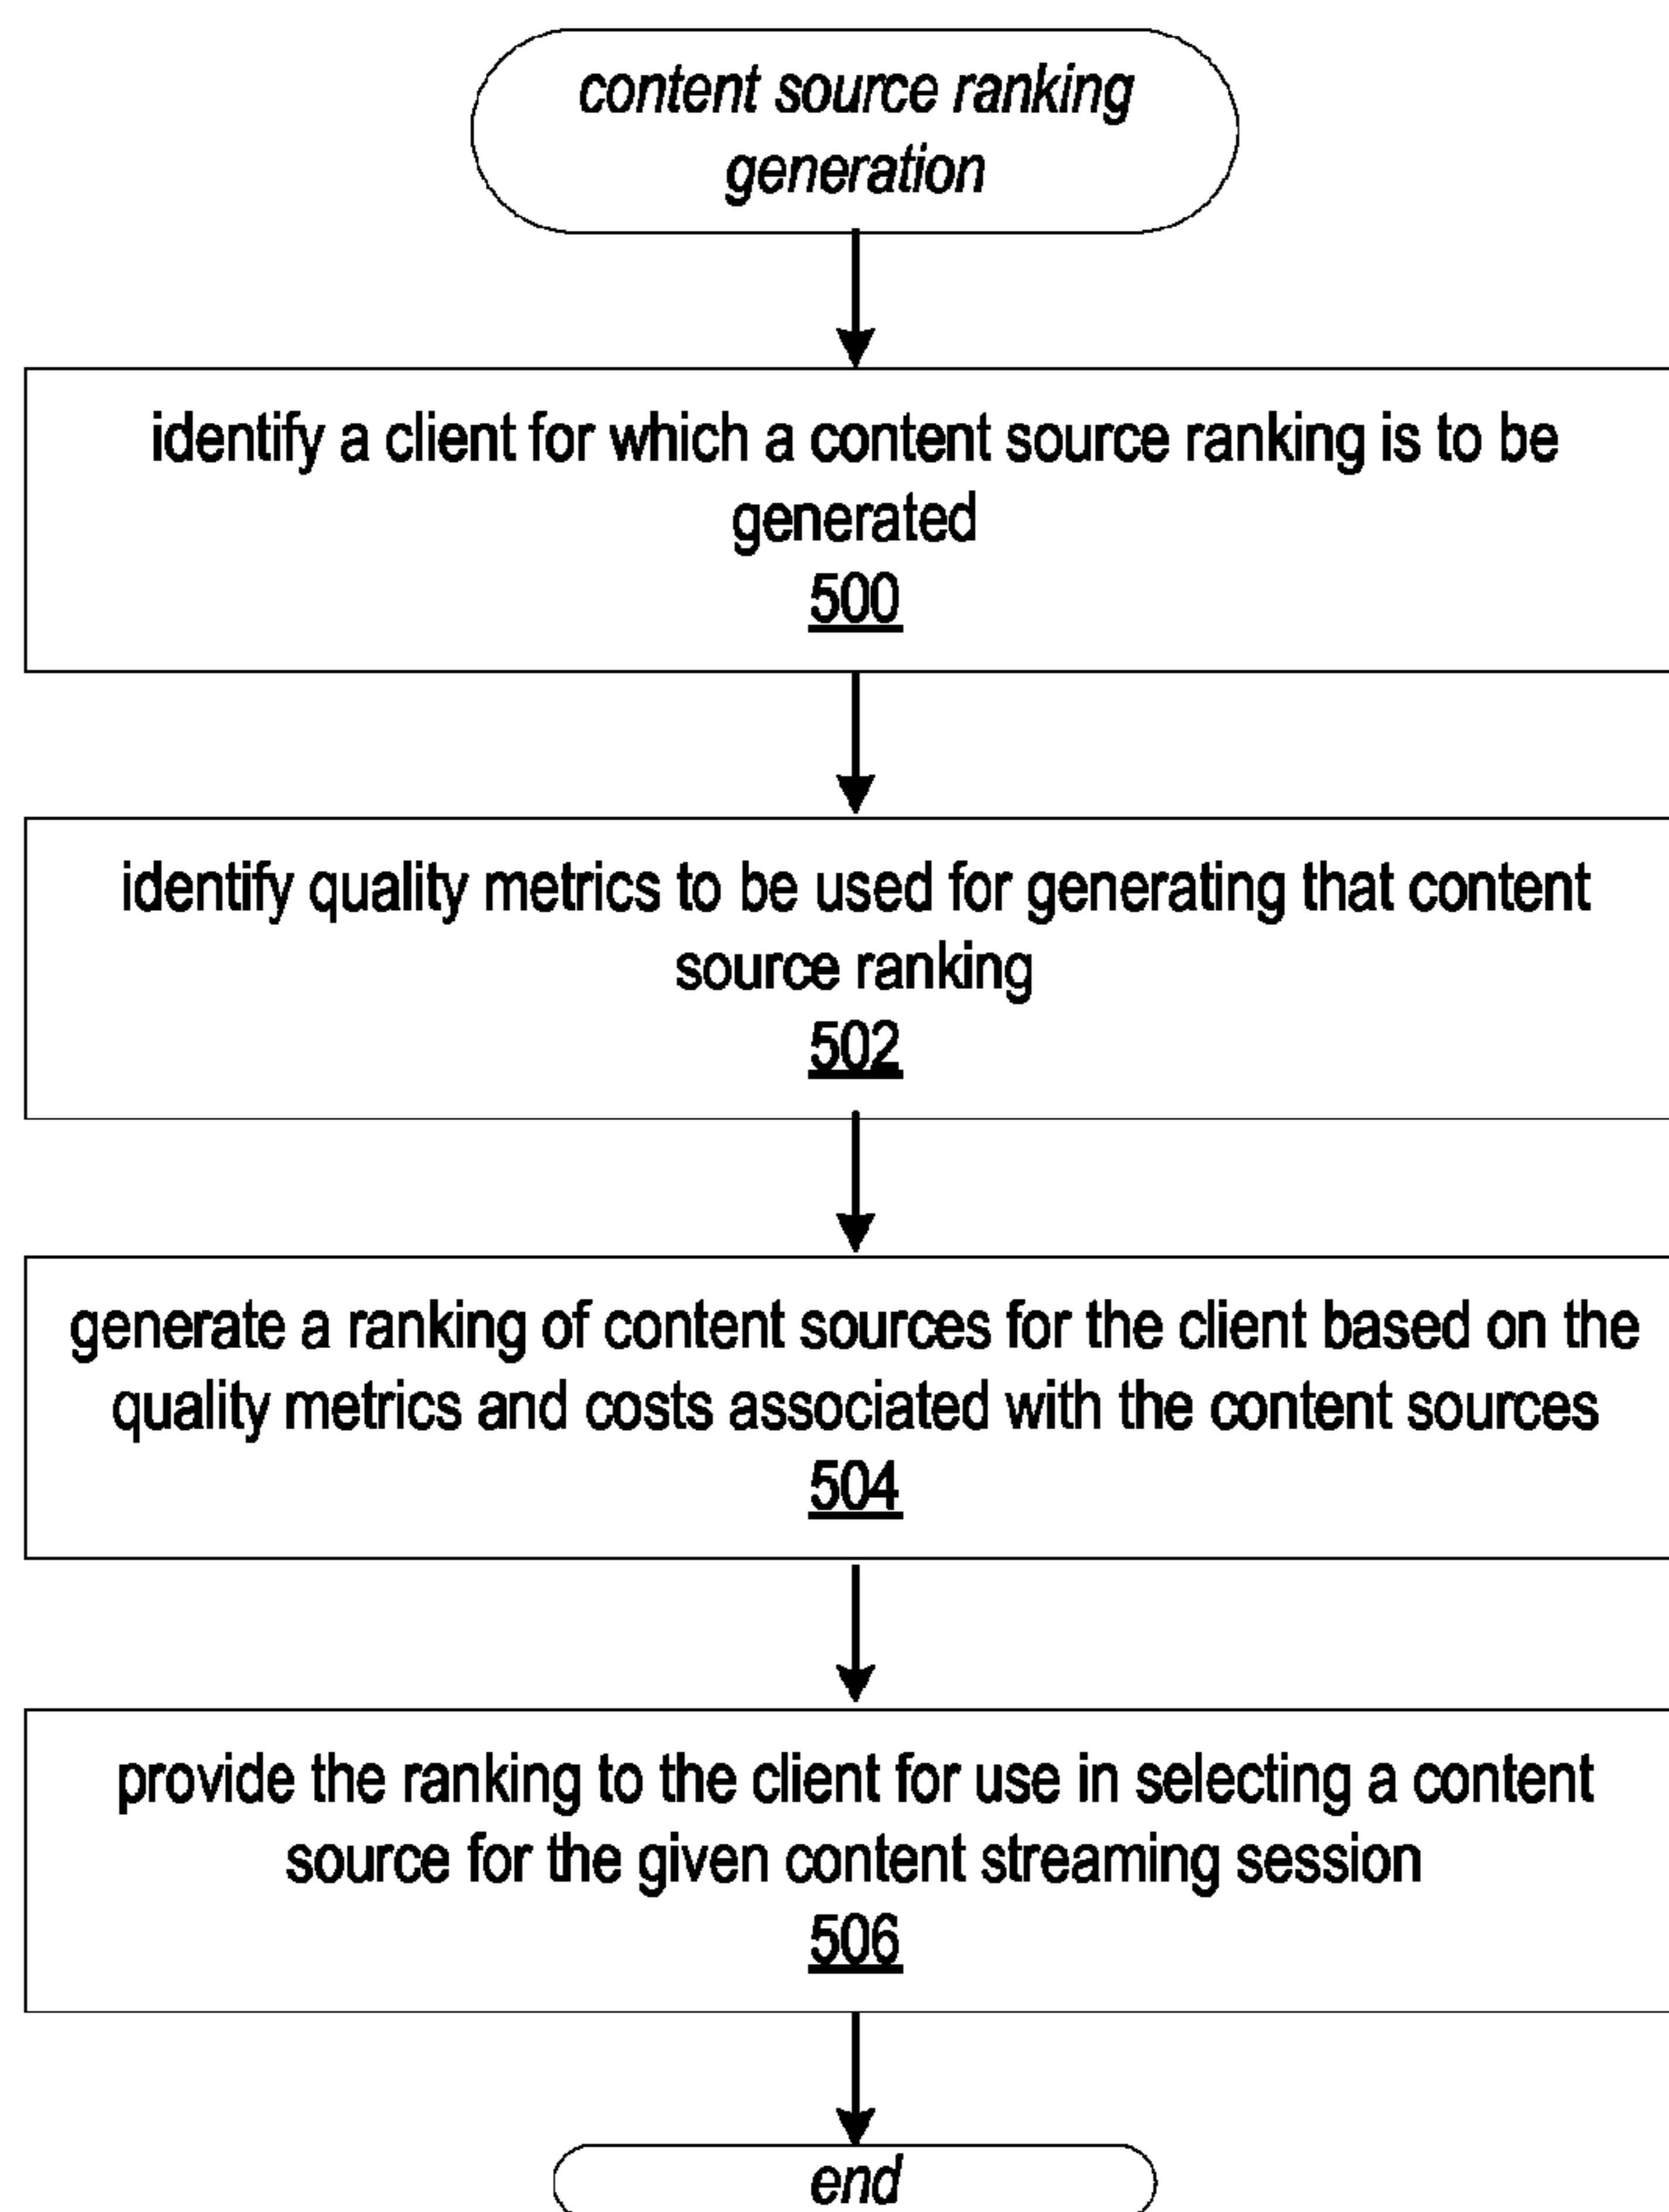 content source ranking
generation
identify a client for which a content source ranking is to be
generated
500
identify quality metrics to be used for generating that content
source ranking
502
generate a ranking of content sources for the client based on the
quality metrics and costs associated with the content sources
504
provide the ranking to the client for use in selecting a content
source for the given content streaming session
506
end